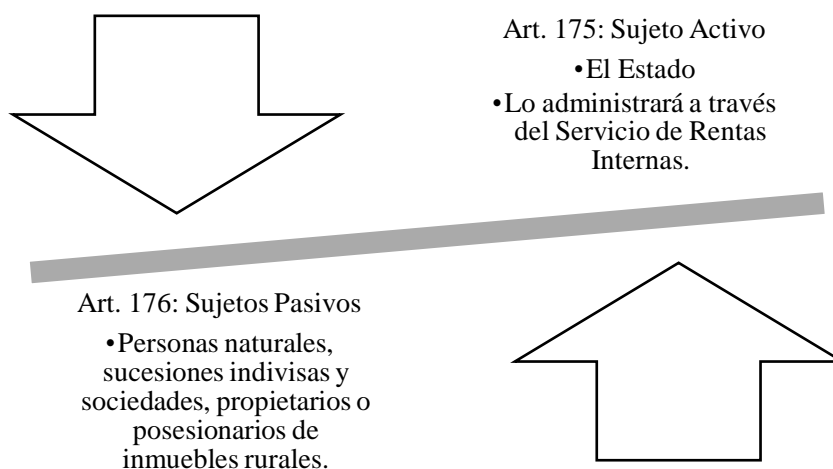 Art. 175: Sujeto Activo
•El Estado
•Lo administrará a través
del Servicio de Rentas
Internas.
Art. 176: Sujetos Pasivos
•Personas naturales,
sucesiones indivisas y
sociedades, propietarios o
posesionarios de
inmuebles rurales.